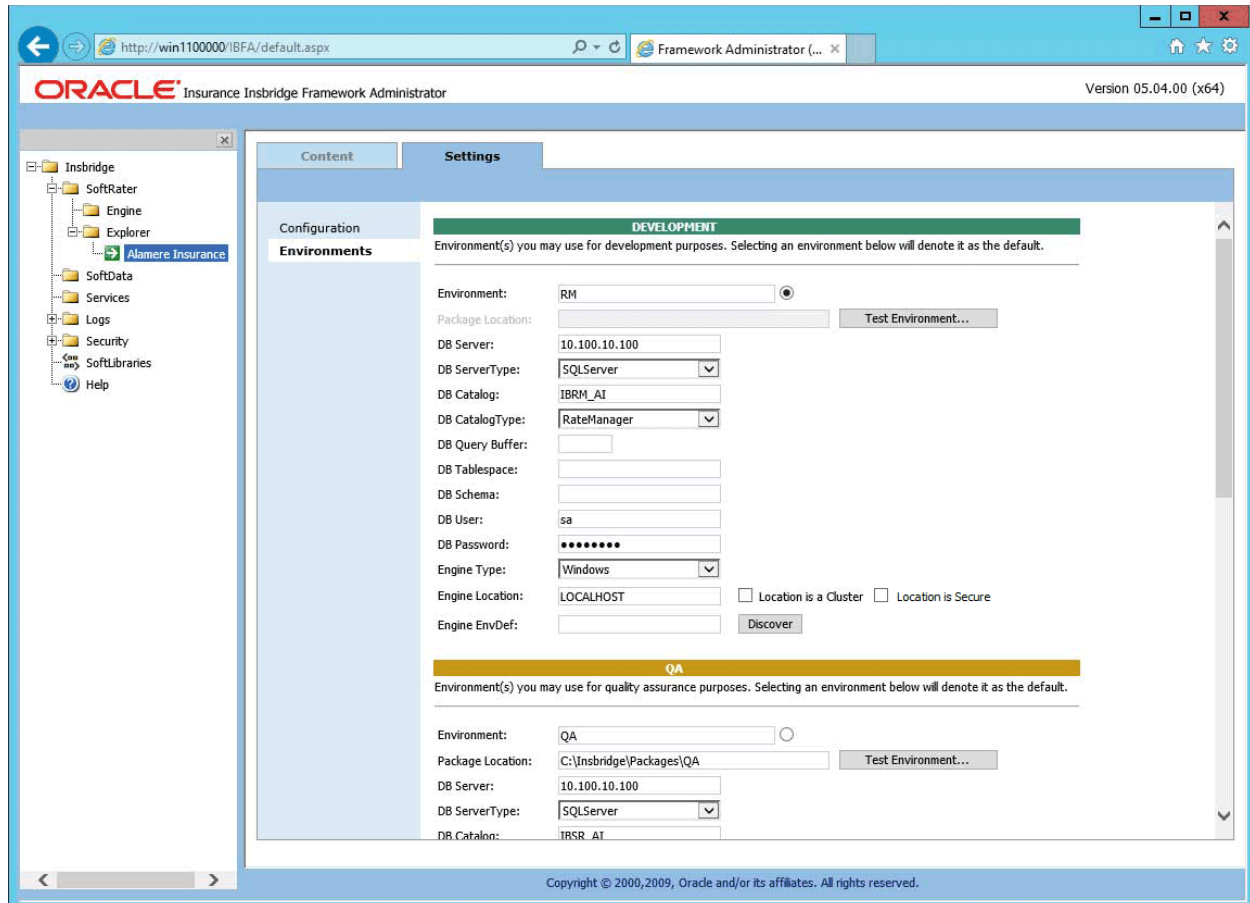 http://win1100000/IBFA/default.aspx
Framework Administrator (...
ORACLE Insurance Insbridge Framework Administrator
Version 05.04.00 (x64)
Insbridge
SoftRater
Engine
Explorer
Alamere Insurance
SoftData
Services
Logs
Security
SoftLibraries
Help
Content
Settings
Configuration
Environments
DEVELOPMENT
Environment(s) you may use for development purposes. Selecting an environment below will denote it as the default.
Environment: RM
Package Location: Test Environment...
DB Server: 10.100.10.100
DB ServerType: SQLServer
DB Catalog: IBRM_AI
DB CatalogType: RateManager
DB Query Buffer:
DB Tablespace:
DB Schema:
DB User: sa
DB Password: ••••••••
Engine Type: Windows
Engine Location: LOCALHOST Location is a Cluster Location is Secure
Engine EnvDef: Discover
QA
Environment(s) you may use for quality assurance purposes. Selecting an environment below will denote it as the default.
Environment: QA
Package Location: C:\Insbridge\Packages\QA Test Environment...
DB Server: 10.100.10.100
DB ServerType: SQLServer
DB Catalog: IBSR_AI
Copyright © 2000,2009, Oracle and/or its affiliates. All rights reserved.